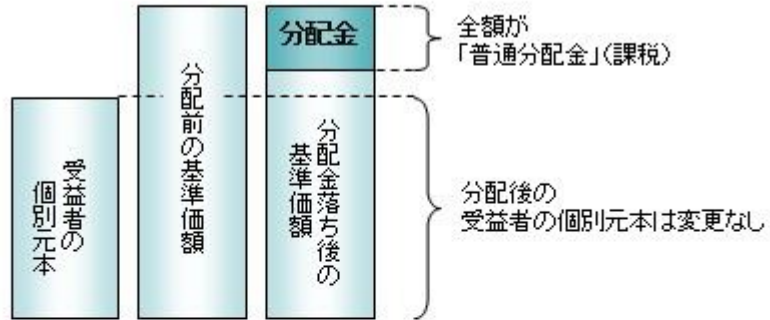 受益者の
個別元本
分配前の基準価額
分配金
分配金落ち後の
基準価額
全額が
「普通分配金」(課税)
分配後の
受益者の個別元本は変更なし